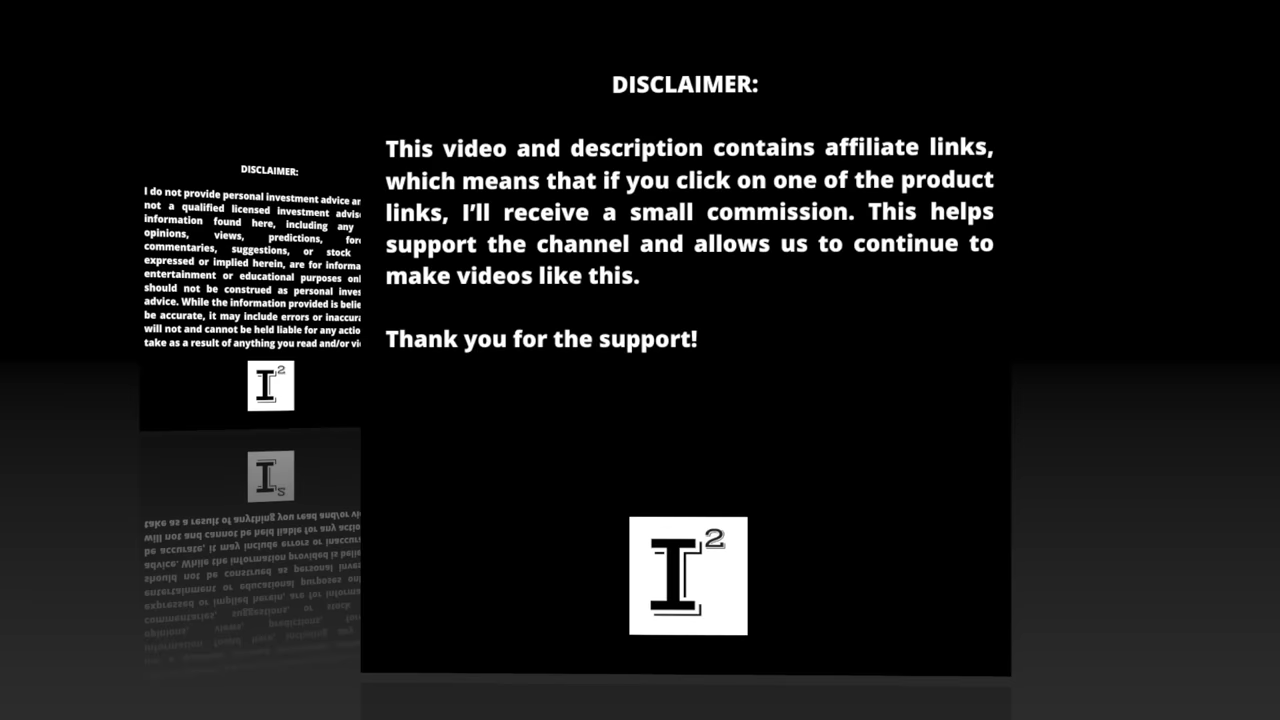 DISCLAIMER:
I do not provide personal investment advice
not a qualified licensed investment
information found here, including any
opinions, views, predictions,
commentaries, suggestions, or stock
expressed or implied herein, are for
entertainment or educational purposes
should not be construed as personal
advice. While the information provided is
be accurate, it may include errors or
will not and cannot be held liable for any
take as a result of anything you read and/or
I2
DISCLAIMER:
This video and description contains affiliate links,
which means that if you click on one of the product
links, I’ll receive a small commission. This helps
support the channel and allows us to continue to
make videos like this.
Thank you for the support!
I2